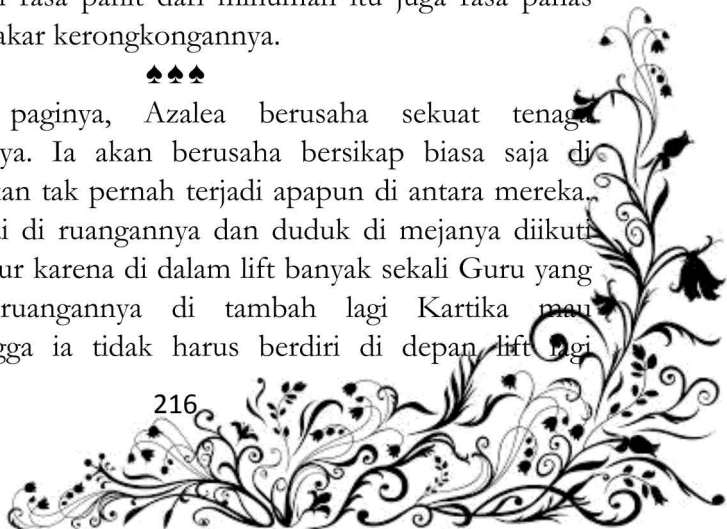 rasa pahit dari minuman itu juga rasa panas
akar kerongkongannya.
♠♠♠
paginya, Azalea berusaha sekuat tenaga
ya. Ia akan berusaha bersikap biasa saja di
kan tak pernah terjadi apapun di antara mereka.
i di ruangannya dan duduk di mejanya diikuti
ur karena di dalam lift banyak sekali Guru yang
ruangannya di tambah lagi Kartika mau
gga ia tidak harus berdiri di depan lift lagi
216